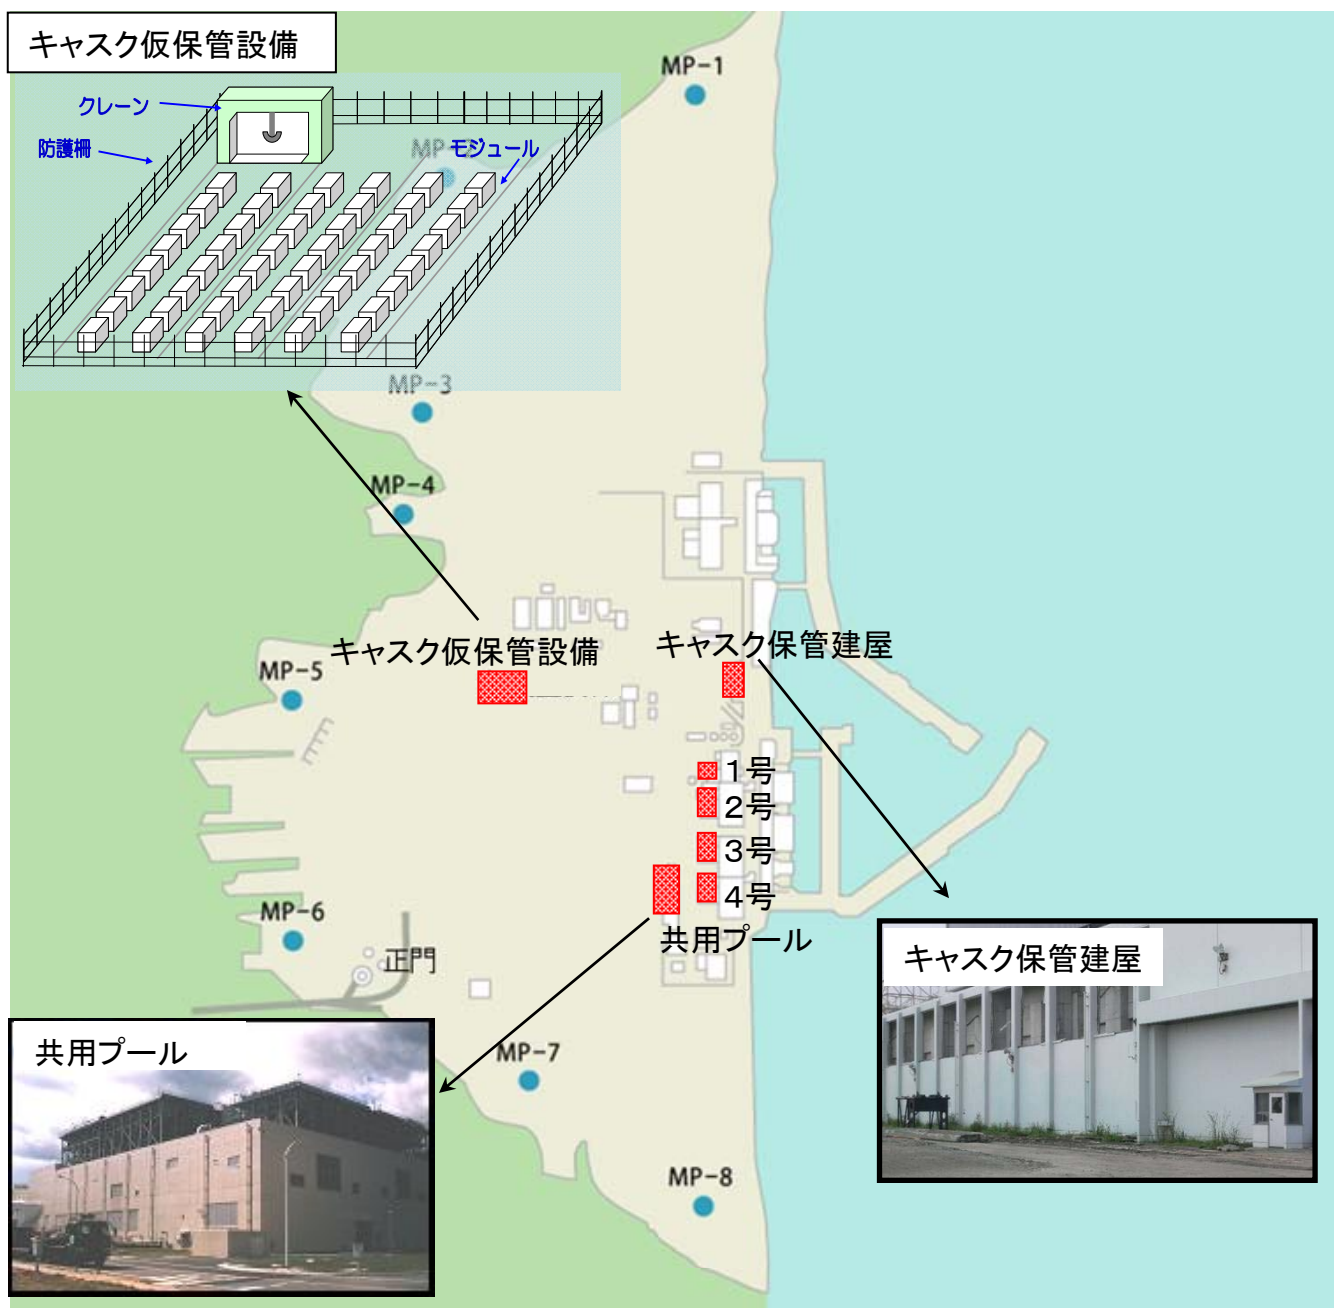 キャスク仮保管設備
クレーン
防護柵
モジュール
MP-1
MP-2
MP-3
MP-4
キャスク仮保管設備
キャスク保管建屋
MP-5
1号
2号
3号
4号
MP-6
正門
共用プール
キャスク保管建屋
共用プール
MP-7
MP-8